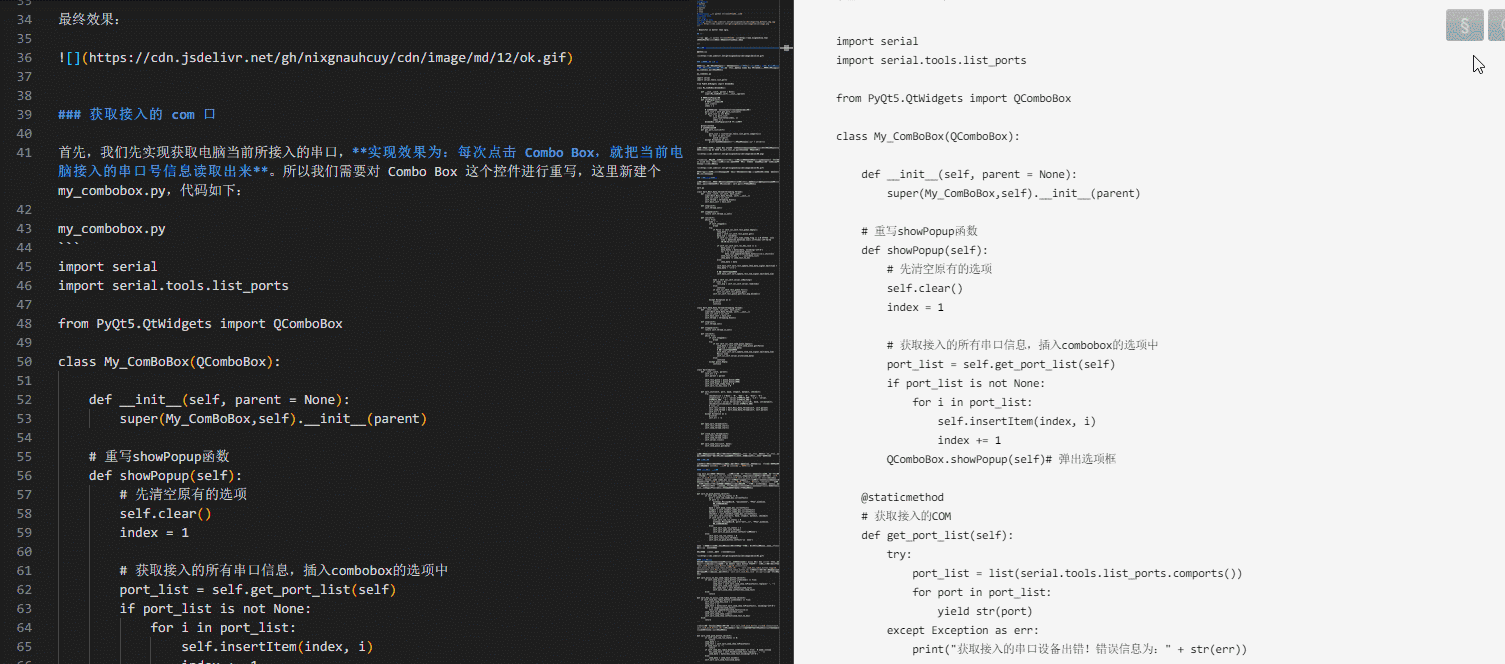 33
34 最终效果：
35
36 ![](https://cdn.jsdelivr.net/gh/nixgnauhcuy/cdn/image/md/12/ok.gif)
37
38
39 ### 获取接入的 com 口
40
41 首先，我们先实现获取电脑当前所接入的串口，**实现效果为：每次点击 Combo Box，就把当前电
脑接入的串口号信息读取出来**。所以我们需要对 Combo Box 这个控件进行重写，这里新建个
my_combobox.py，代码如下：
42
43 my_combobox.py
44 ```
45 import serial
46 import serial.tools.list_ports
47
48 from PyQt5.QtWidgets import QComboBox
49
50 class My_ComBoBox(QComboBox):
51
52     def __init__(self, parent = None):
53         super(My_ComBoBox,self).__init__(parent)
54
55     # 重写showPopup函数
56     def showPopup(self):
57         # 先清空原有的选项
58         self.clear()
59         index = 1
60
61         # 获取接入的所有串口信息，插入combobox的选项中
62         port_list = self.get_port_list(self)
63         if port_list is not None:
64             for i in port_list:
65                 self.insertItem(index, i)
index += 1
§
import serial
import serial.tools.list_ports

from PyQt5.QtWidgets import QComboBox

class My_ComBoBox(QComboBox):

    def __init__(self, parent = None):
        super(My_ComBoBox,self).__init__(parent)

    # 重写showPopup函数
    def showPopup(self):
        # 先清空原有的选项
        self.clear()
        index = 1

        # 获取接入的所有串口信息，插入combobox的选项中
        port_list = self.get_port_list(self)
        if port_list is not None:
            for i in port_list:
                self.insertItem(index, i)
                index += 1
        QComboBox.showPopup(self)# 弹出选项框

    @staticmethod
    # 获取接入的COM
    def get_port_list(self):
        try:
            port_list = list(serial.tools.list_ports.comports())
            for port in port_list:
                yield str(port)
        except Exception as err:
            print("获取接入的串口设备出错！错误信息为：" + str(err))